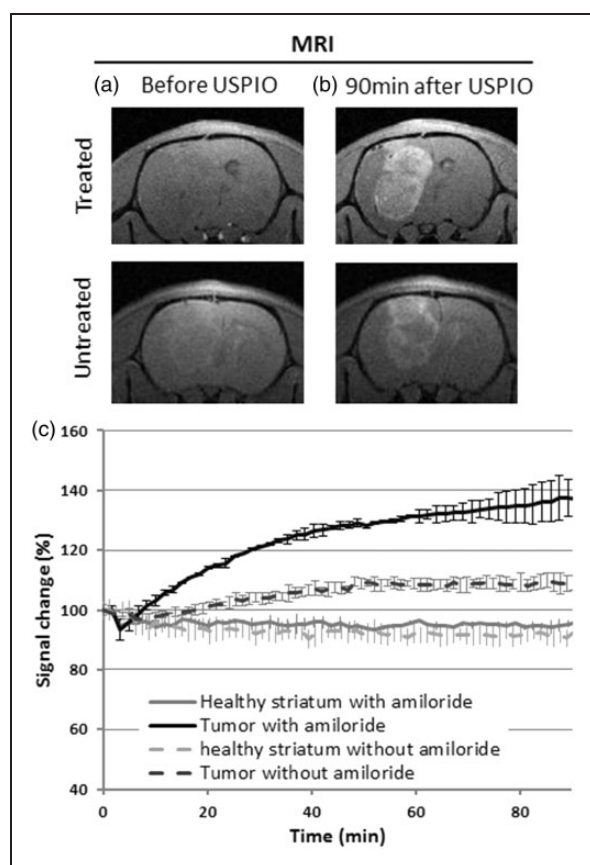 MRI
(a) Before USPIO (b) 90min after USPIO
Treated
Untreated
(c)
160
140
120
100
80
60
40
Signal change (%)
Healthy striatum with amiloride
Tumor with amiloride
healthy striatum without amiloride
Tumor without amiloride
0 20 40 60 80
Time (min)